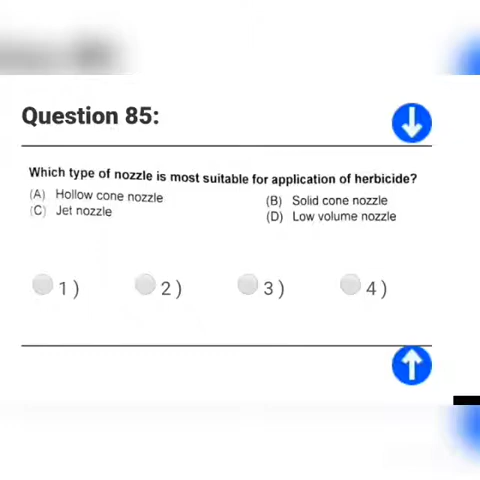 Question 85:
Which type of nozzle is most suitable for application of herbicide?
(A) Hollow cone nozzle (B) Solid cone nozzle
(C) Jet nozzle (D) Low volume nozzle
1) 2) 3) 4)